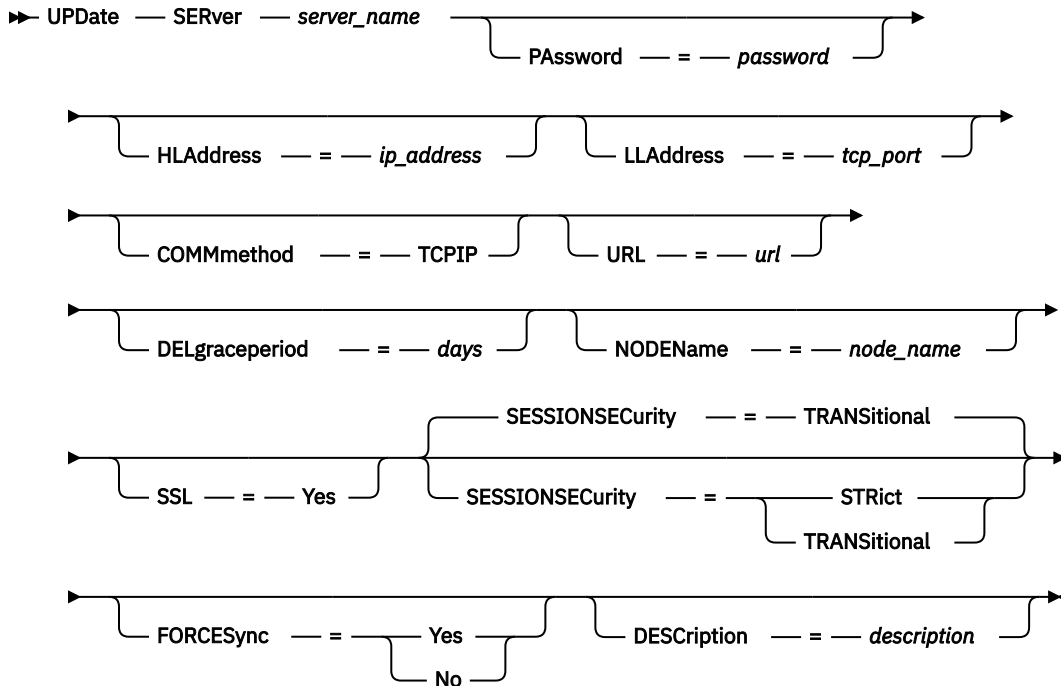 UPDate SERver server_name
PAssword = password
HLAddress = ip_address LLAddress = tcp_port
COMMmethod = TCPIP URL = url
DELgraceperiod = days NODEName = node_name
SESSIONSECurity = TRANSitional
SSL = Yes SESSIONSECurity = STRict
TRANSitional
FORCESync = Yes DESCription = description
No